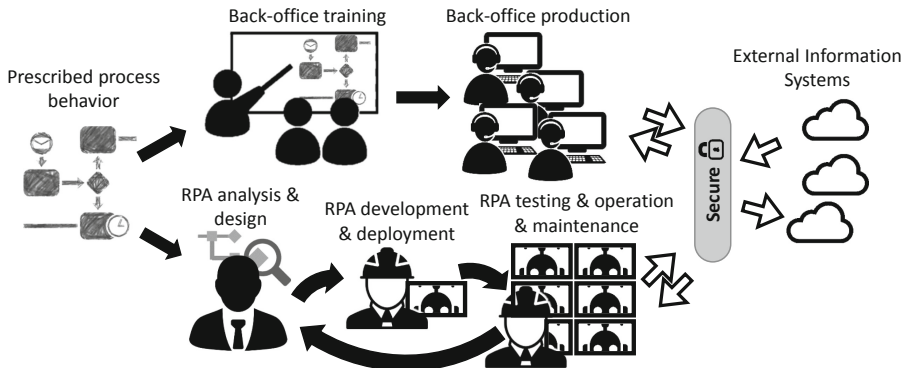 Back-office training
Back-office production
External Information
Systems
Prescribed process
behavior
Secure
RPA analysis &
design
RPA development
& deployment
RPA testing & operation
& maintenance